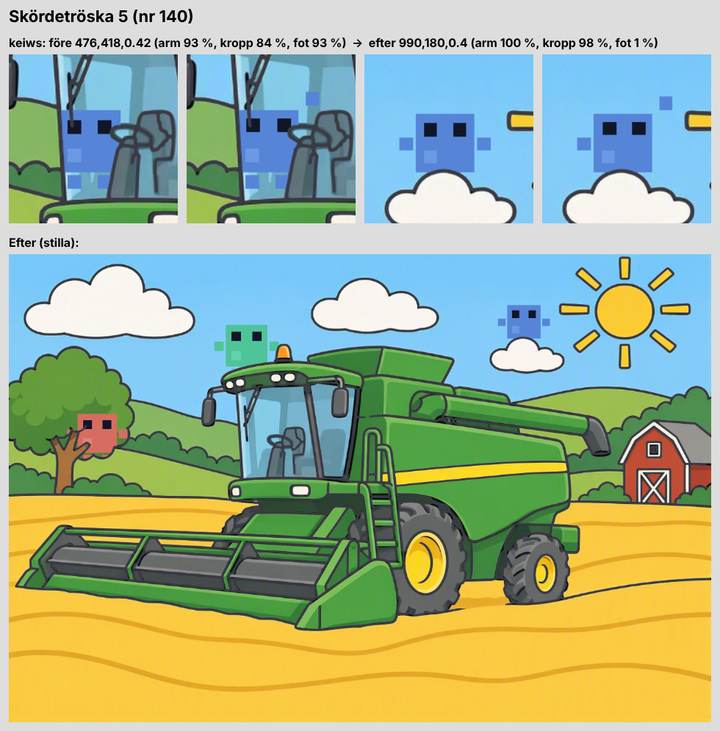 Skördetröska 5 (nr 140)
keiws: före 476,418,0.42 (arm 93 %, kropp 84 %, fot 93 %) → efter 990,180,0.4 (arm 100 %, kropp 98 %, fot 1 %)
Efter (stilla):